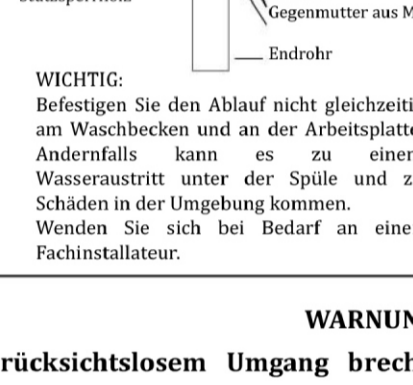 Gegenmutter aus M
Endrohr
WICHTIG:
Befestigen Sie den Ablauf nicht gleichzeiti
am Waschbecken und an der Arbeitsplatte
Andernfalls kann es zu einer
Wasseraustritt unter der Spüle und z
Schäden in der Umgebung kommen.
Wenden Sie sich bei Bedarf an eine
Fachinstallateur.
WARNUN
rücksichtslosem Umgang brech